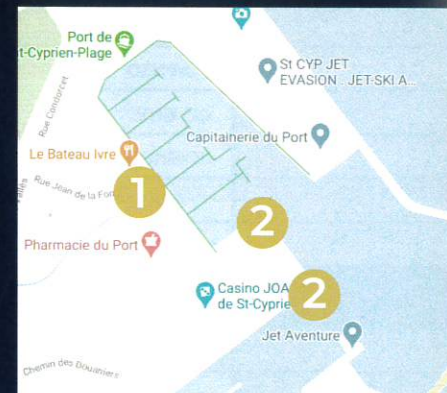 Port de
t-Cyprien-Plage
St CYP JET
EVASION . JET-SKI A...
Rue Condorcet
Capitainerie du Port
Le Bateau Ivre
Rue Jean de la Fon
1
2
Pharmacie du Port
Casino JOA
de St-Cyprie
2
Jet Aventure
Chemin des Douaniers